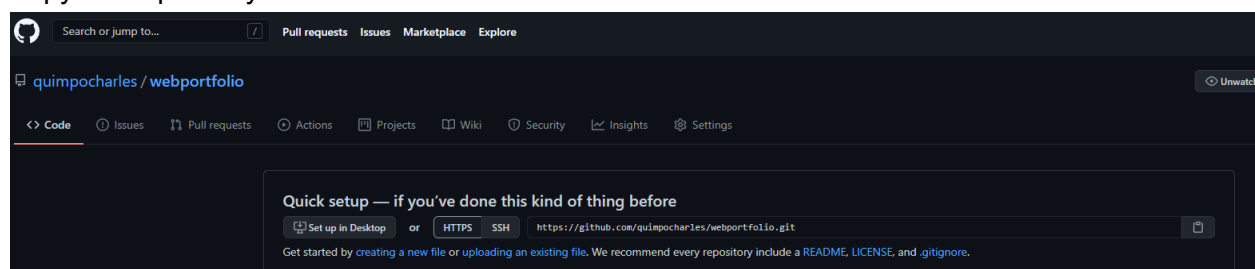 Search or jump to... /
Pull requests Issues Marketplace Explore
quimpocharles / webportfolio
Unwatch
<> Code Issues Pull requests Actions Projects Wiki Security Insights Settings
Quick setup — if you've done this kind of thing before
Set up in Desktop or HTTPS SSH https://github.com/quimpocharles/webportfolio.git
Get started by creating a new file or uploading an existing file. We recommend every repository include a README, LICENSE, and .gitignore.